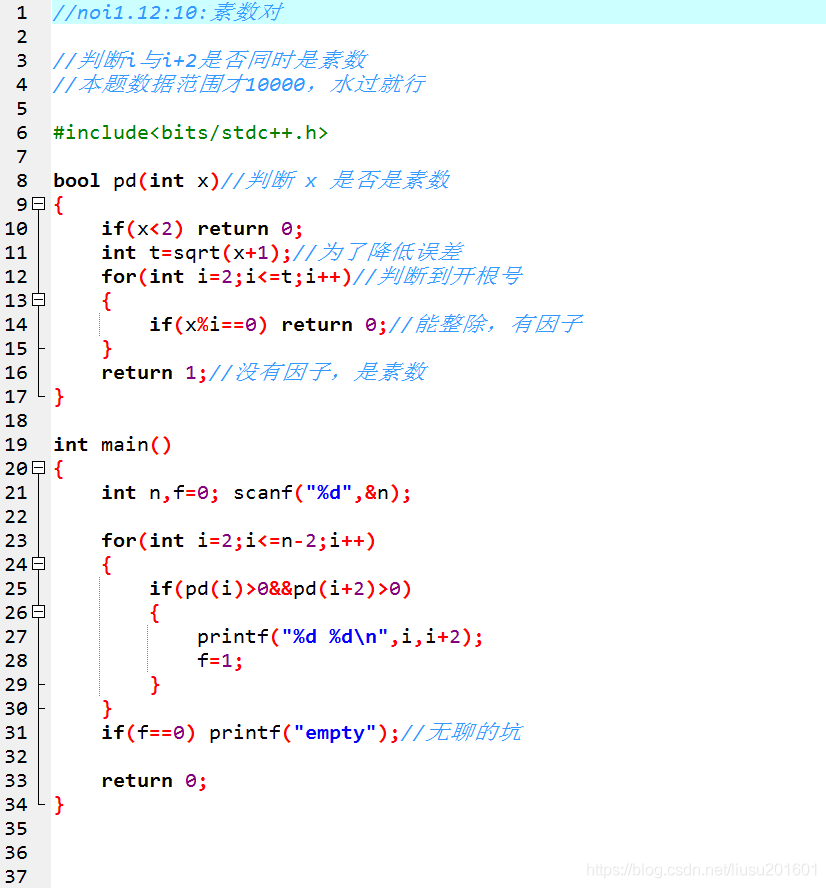 1 //noi1.12:10:素数对
2
3 //判断i与i+2是否同时是素数
4 //本题数据范围才10000，水过就行
5
6 #include<bits/stdc++.h>
7
8 bool pd(int x)//判断 x 是否是素数
9 {
10     if(x<2) return 0;
11     int t=sqrt(x+1);//为了降低误差
12     for(int i=2;i<=t;i++)//判断到开根号
13     {
14         if(x%i==0) return 0;//能整除，有因子
15     }
16     return 1;//没有因子，是素数
17 }
18
19 int main()
20 {
21     int n,f=0; scanf("%d",&n);
22
23     for(int i=2;i<=n-2;i++)
24     {
25         if(pd(i)>0&&pd(i+2)>0)
26         {
27             printf("%d %d\n",i,i+2);
28             f=1;
29         }
30     }
31     if(f==0) printf("empty");//无聊的坑
32
33     return 0;
34 }
35
36
37
https://blog.csdn.net/liusu201601